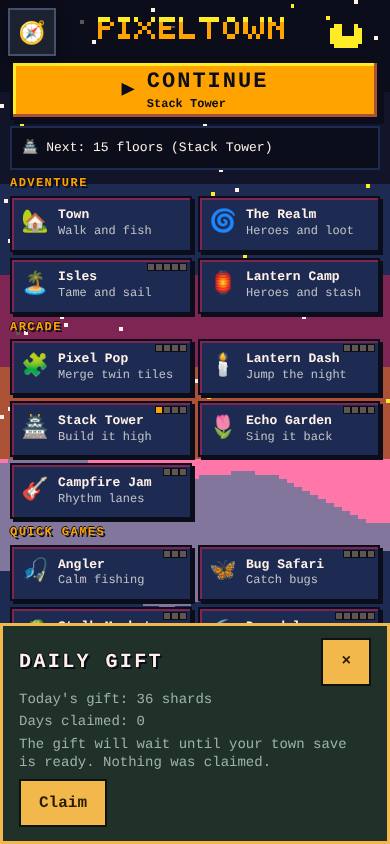 PIXELTOWN
▶ CONTINUE
Stack Tower
Next: 15 floors (Stack Tower)
ADVENTURE
Town
Walk and fish
The Realm
Heroes and loot
Isles
Tame and sail
Lantern Camp
Heroes and stash
ARCADE
Pixel Pop
Merge twin tiles
Lantern Dash
Jump the night
Stack Tower
Build it high
Echo Garden
Sing it back
Campfire Jam
Rhythm lanes
QUICK GAMES
Angler
Calm fishing
Bug Safari
Catch bugs
DAILY GIFT
×
Today's gift: 36 shards
Days claimed: 0
The gift will wait until your town save
is ready. Nothing was claimed.
Claim